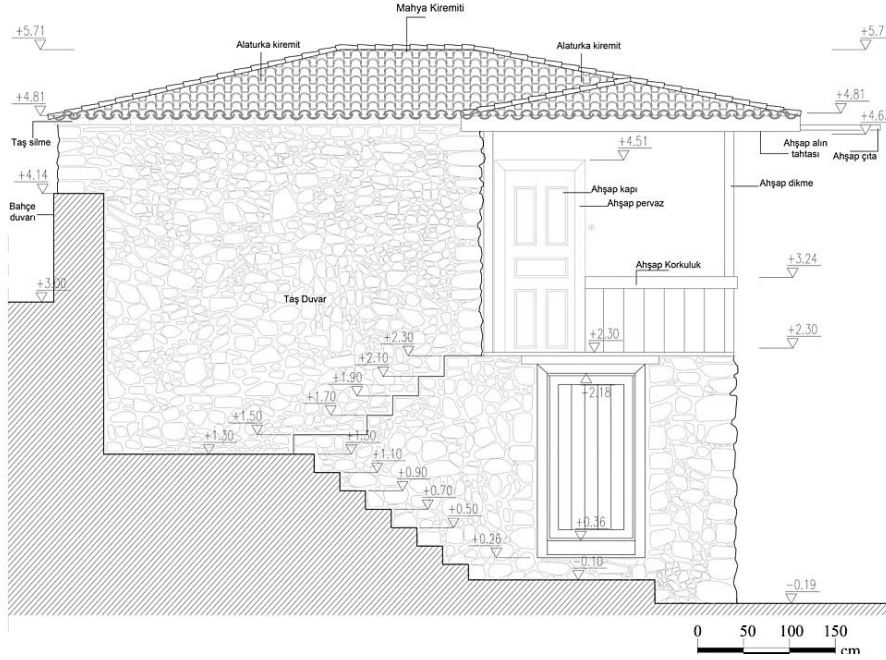 Mahya Kiremiti
+5.71
Alaturka kiremit
Alaturka kiremit
+4.81
+4.81
Taş silme
Ahşap alın
tahtası
Ahşap çıta
+4.14
+4.51
Ahşap kapı
Ahşap pervaz
Ahşap dikme
Bahçe
duvarı
+3.24
Ahşap Korkuluk
+3.00
Taş Duvar
+2.30
+2.30
+2.30
+2.10
+1.90
-2.18
+1.70
+1.50
+1.30
+1.30
+1.10
+0.90
+0.70
+0.50
+0.36
+0.26
-0.10
-0.19
0 50 100 150
cm